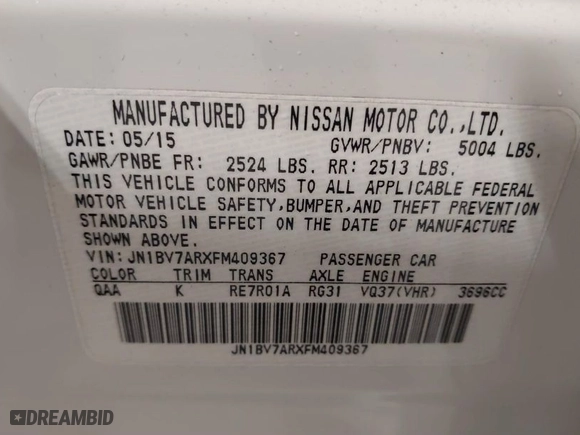 MANUFACTURED BY NISSAN MOTOR CO.,LTD.
DATE: 05/15 GVWR/PNBV: 5004 LBS.
GAWR/PNBE FR: 2524 LBS. RR: 2513 LBS.
THIS VEHICLE CONFORMS TO ALL APPLICABLE FEDERAL
MOTOR VEHICLE SAFETY,BUMPER,AND THEFT PREVENTION
STANDARDS IN EFFECT ON THE DATE OF MANUFACTURE
SHOWN ABOVE.
VIN: JN1BV7ARXFM409367 PASSENGER CAR
COLOR TRIM TRANS AXLE ENGINE
QAA K RE7R01A RG31 VQ37(VHR) 3696CC
JN1BV7ARXFM409367
DREAMBID